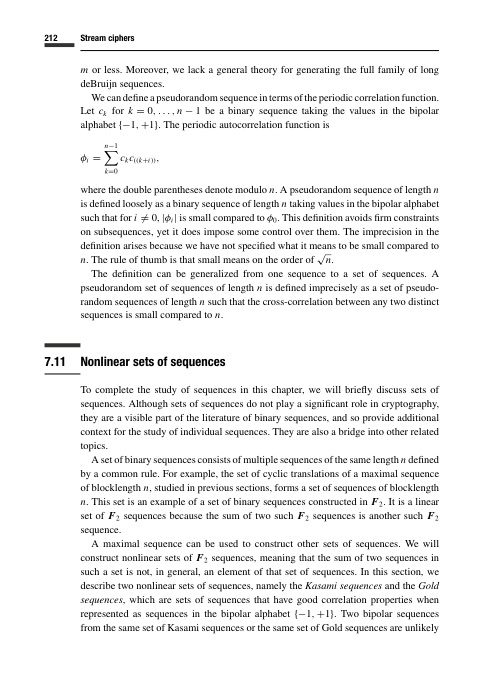 212 Stream ciphers
m or less. Moreover, we lack a general theory for generating the full family of long
deBruijn sequences.
We can define a pseudorandom sequence in terms of the periodic correlation function.
Let c_k for k = 0, . . . , n − 1 be a binary sequence taking the values in the bipolar
alphabet {−1, +1}. The periodic autocorrelation function is
ϕ_i = ∑_{k=0}^{n−1} c_k c_{((k+i))},
where the double parentheses denote modulo n. A pseudorandom sequence of length n
is defined loosely as a binary sequence of length n taking values in the bipolar alphabet
such that for i ≠ 0, |ϕ_i| is small compared to ϕ_0. This definition avoids firm constraints
on subsequences, yet it does impose some control over them. The imprecision in the
definition arises because we have not specified what it means to be small compared to
n. The rule of thumb is that small means on the order of √n.
The definition can be generalized from one sequence to a set of sequences. A
pseudorandom set of sequences of length n is defined imprecisely as a set of pseudo-
random sequences of length n such that the cross-correlation between any two distinct
sequences is small compared to n.
7.11 Nonlinear sets of sequences
To complete the study of sequences in this chapter, we will briefly discuss sets of
sequences. Although sets of sequences do not play a significant role in cryptography,
they are a visible part of the literature of binary sequences, and so provide additional
context for the study of individual sequences. They are also a bridge into other related
topics.
A set of binary sequences consists of multiple sequences of the same length n defined
by a common rule. For example, the set of cyclic translations of a maximal sequence
of blocklength n, studied in previous sections, forms a set of sequences of blocklength
n. This set is an example of a set of binary sequences constructed in F_2. It is a linear
set of F_2 sequences because the sum of two such F_2 sequences is another such F_2
sequence.
A maximal sequence can be used to construct other sets of sequences. We will
construct nonlinear sets of F_2 sequences, meaning that the sum of two sequences in
such a set is not, in general, an element of that set of sequences. In this section, we
describe two nonlinear sets of sequences, namely the Kasami sequences and the Gold
sequences, which are sets of sequences that have good correlation properties when
represented as sequences in the bipolar alphabet {−1, +1}. Two bipolar sequences
from the same set of Kasami sequences or the same set of Gold sequences are unlikely